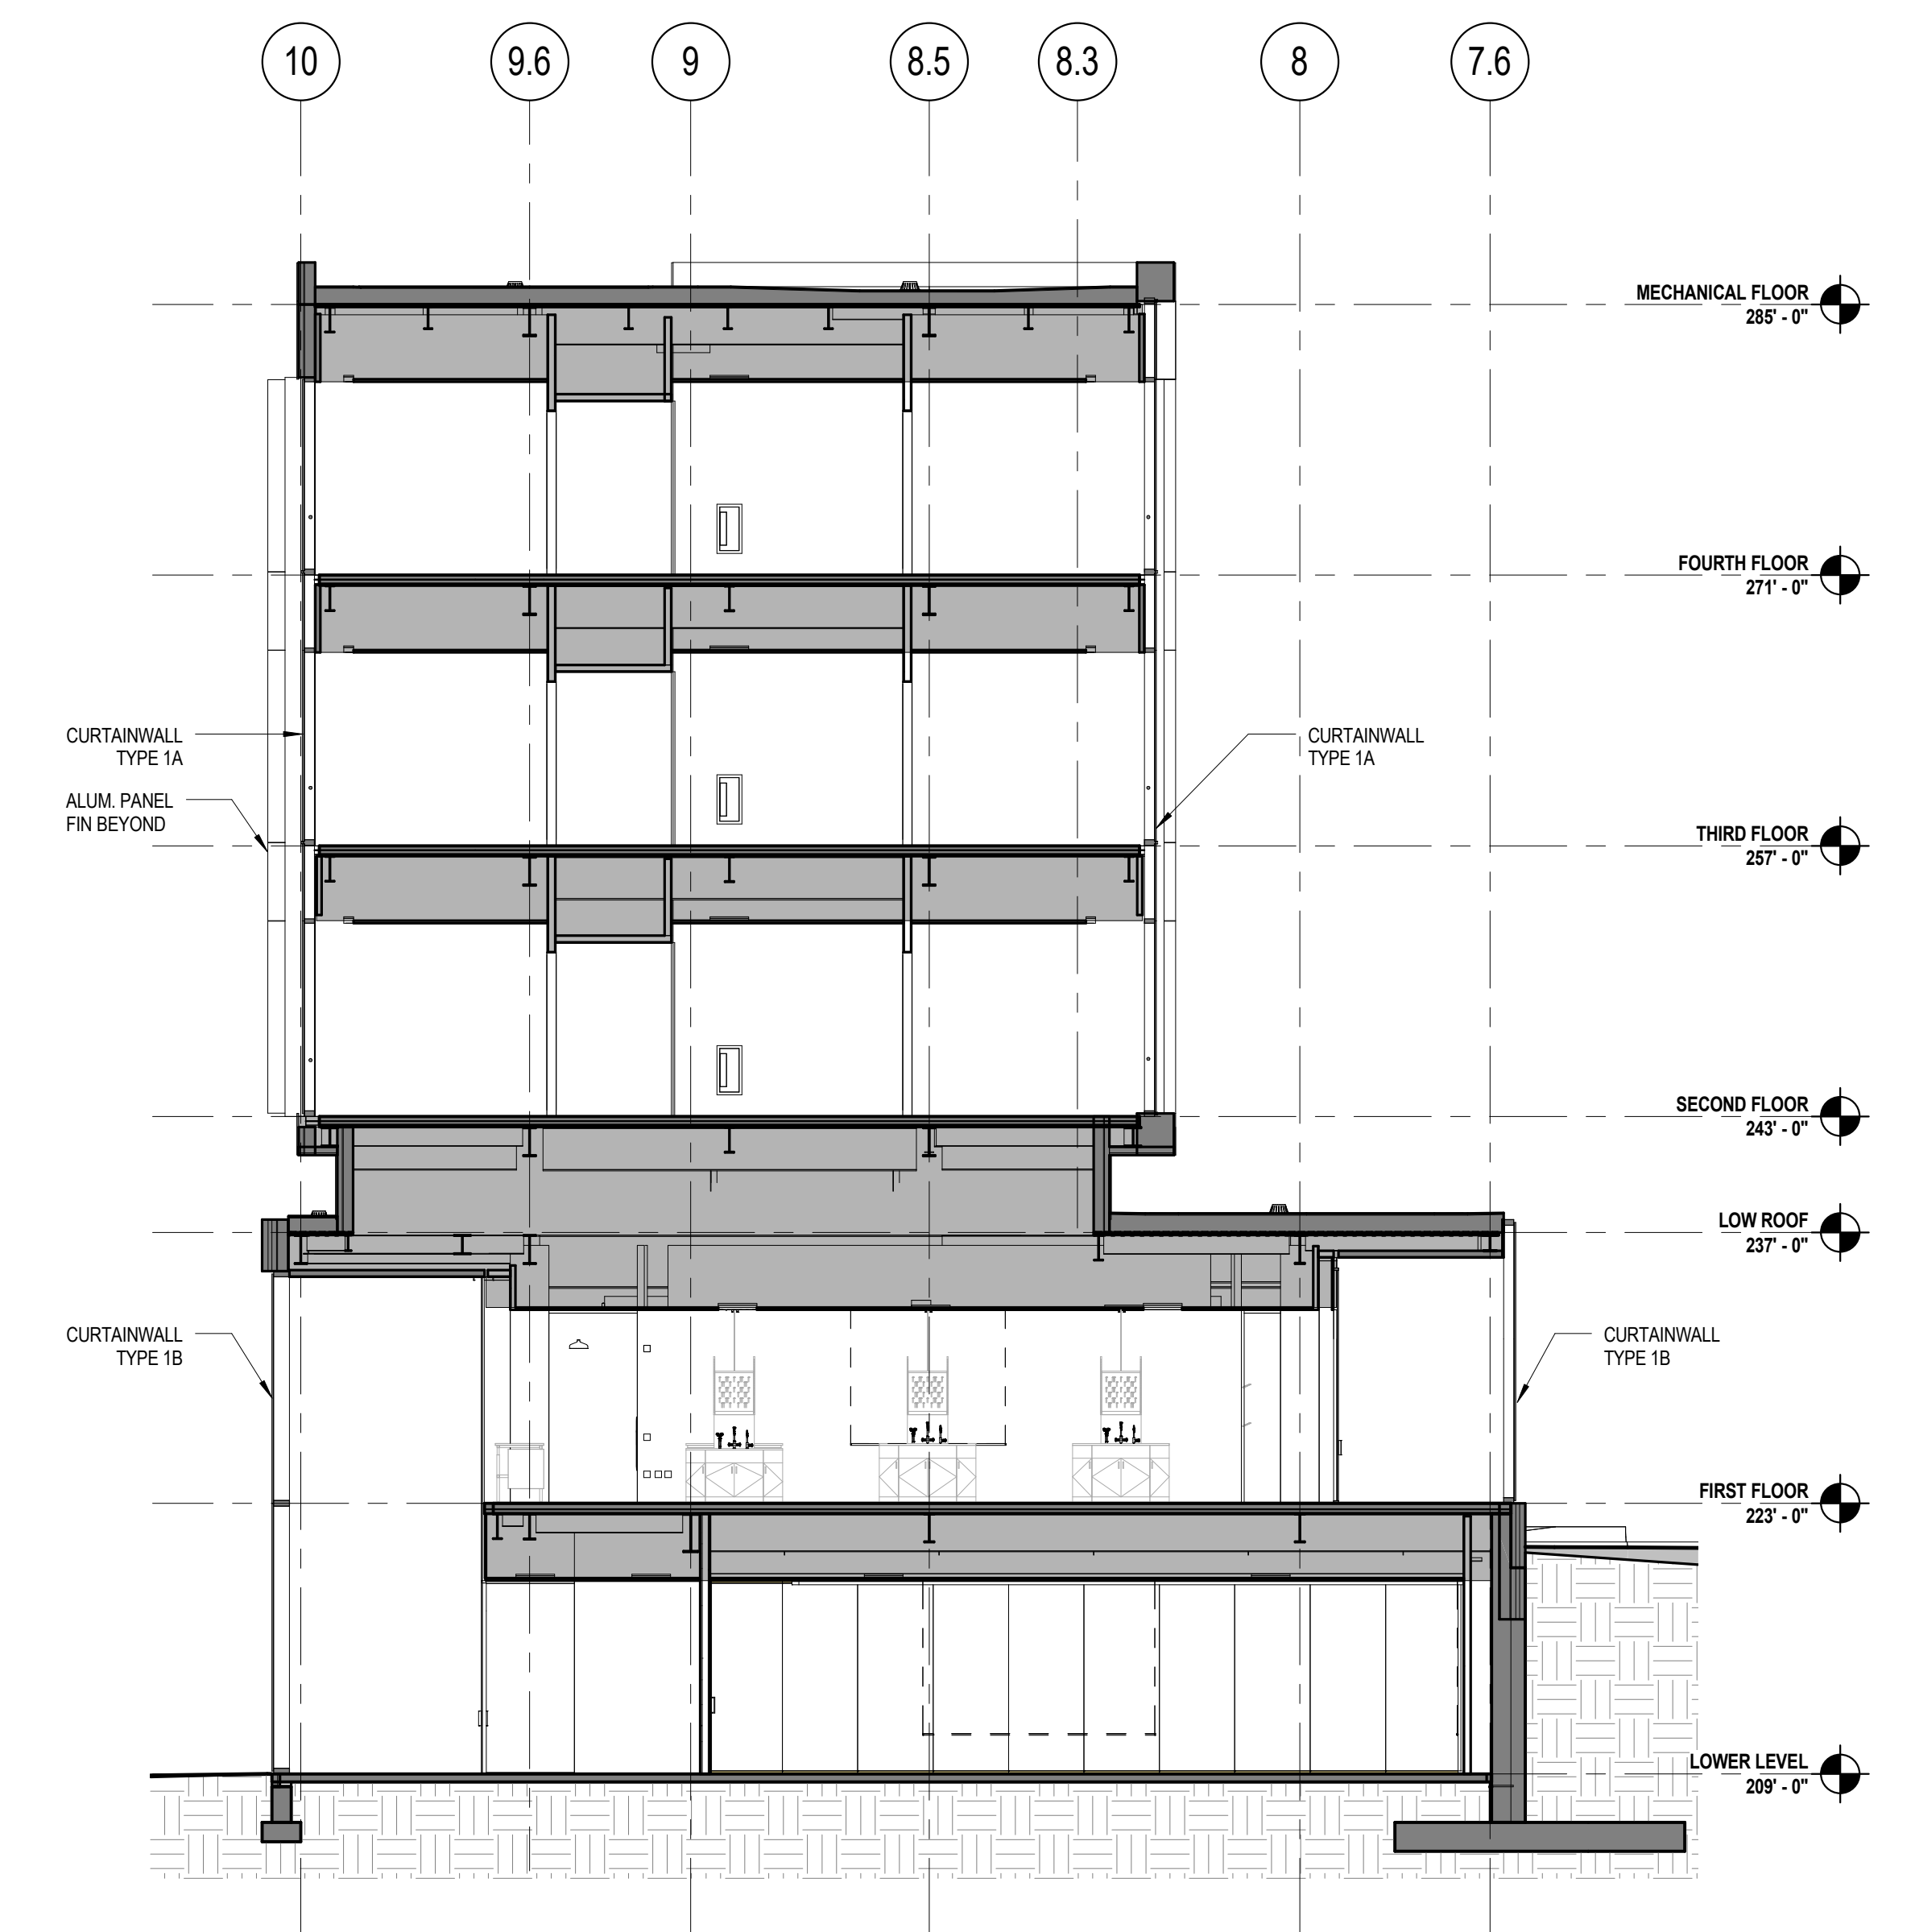 10
9.6
9
8.5
8.3
8
7.6
MECHANICAL FLOOR
285' - 0"
FOURTH FLOOR
271' - 0"
CURTAINWALL
TYPE 1A
CURTAINWALL
TYPE 1A
ALUM. PANEL
FIN BEYOND
THIRD FLOOR
257' - 0"
SECOND FLOOR
243' - 0"
LOW ROOF
237' - 0"
CURTAINWALL
TYPE 1B
CURTAINWALL
TYPE 1B
FIRST FLOOR
223' - 0"
LOWER LEVEL
209' - 0"